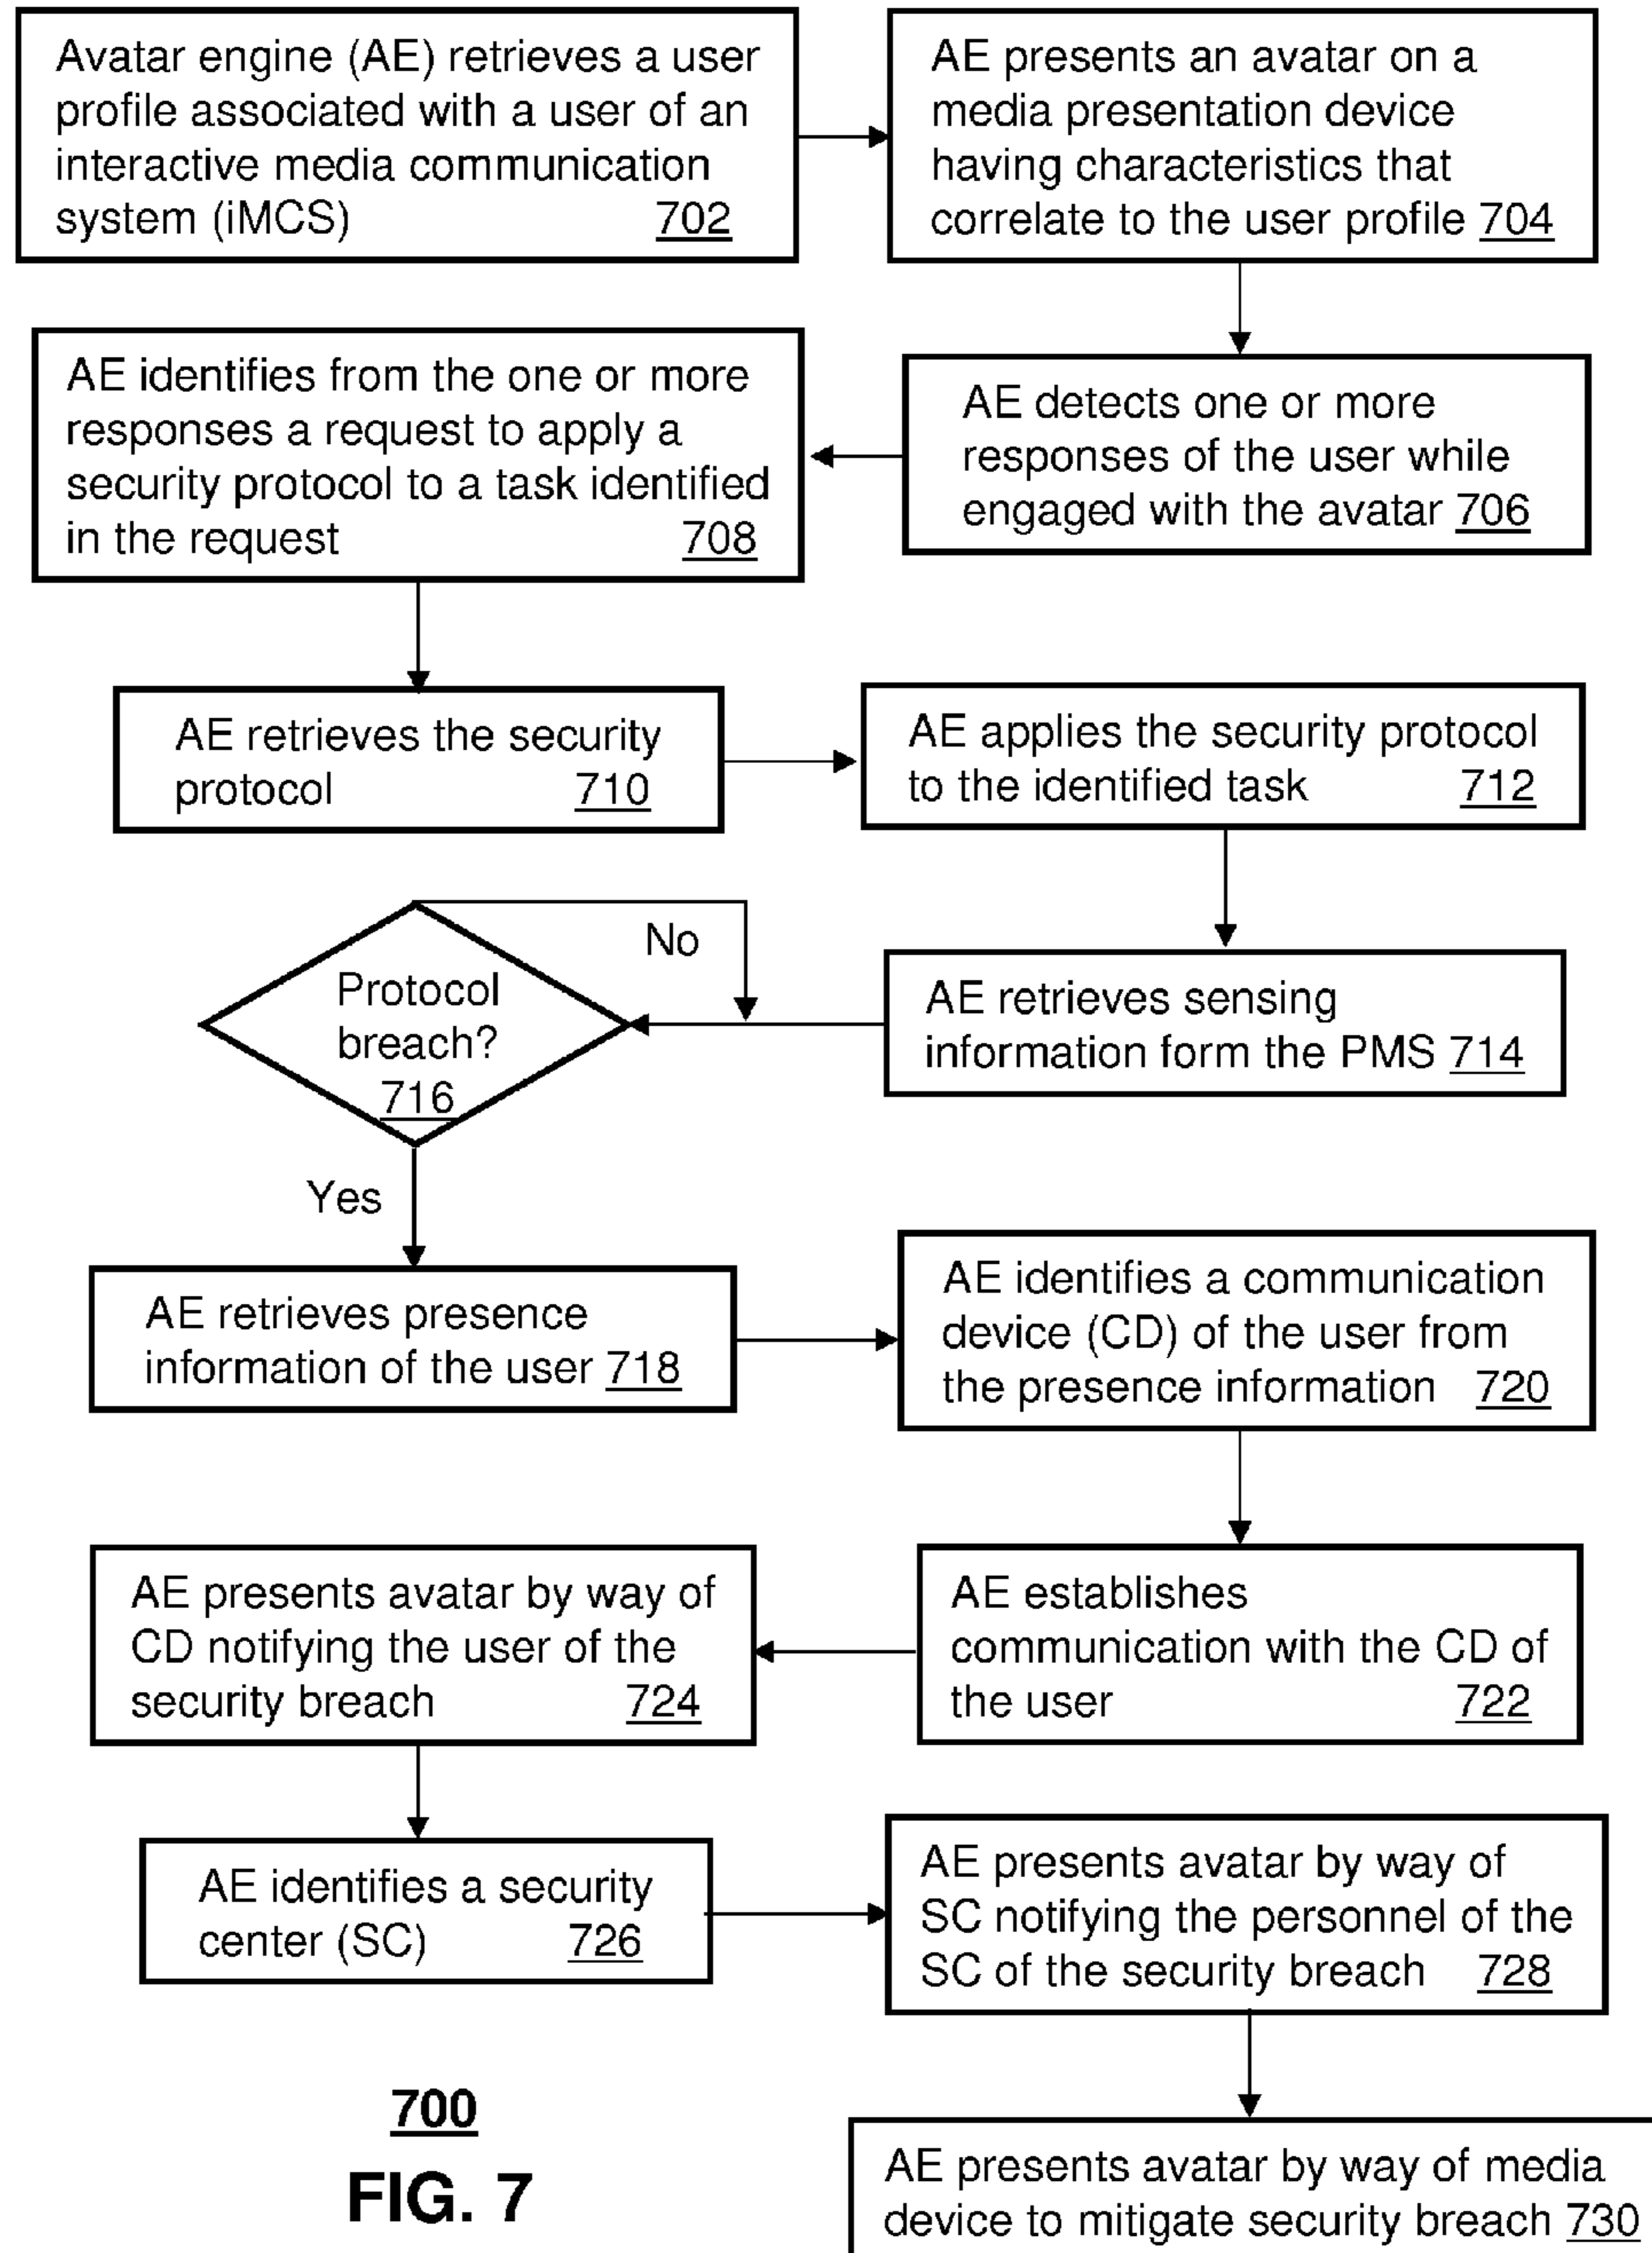 Avatar engine (AE) retrieves a user
profile associated with a user of an
interactive media communication
system (iMCS) 702
AE presents an avatar on a
media presentation device
having characteristics that
correlate to the user profile 704
AE detects one or more
responses of the user while
engaged with the avatar 706
AE identifies from the one or more
responses a request to apply a
security protocol to a task identified
in the request 708
AE retrieves the security
protocol 710
AE applies the security protocol
to the identified task 712
AE retrieves sensing
information form the PMS 714
No
Protocol
breach?
716
Yes
AE retrieves presence
information of the user 718
AE identifies a communication
device (CD) of the user from
the presence information 720
AE establishes
communication with the CD of
the user 722
AE presents avatar by way of
CD notifying the user of the
security breach 724
AE identifies a security
center (SC) 726
AE presents avatar by way of
SC notifying the personnel of the
SC of the security breach 728
AE presents avatar by way of media
device to mitigate security breach 730
700
FIG. 7